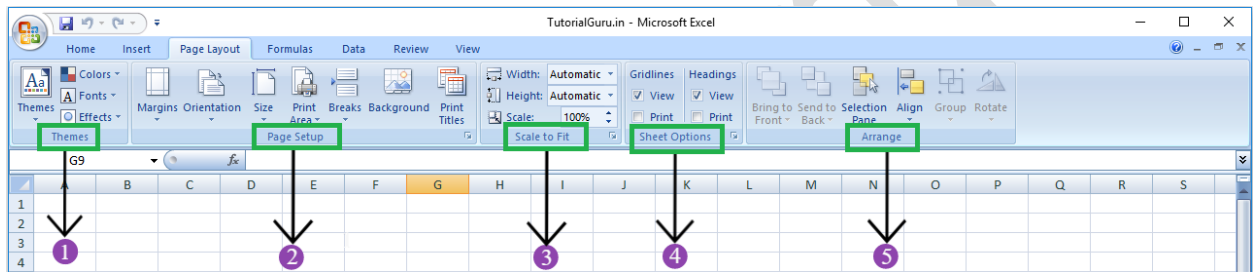 TutorialGuru.in - Microsoft Excel
Home Insert Page Layout Formulas Data Review View
Aa Colors Width: Automatic Gridlines Headings
A Fonts Height: Automatic View View
Themes Effects Margins Orientation Size Print Area Breaks Background Print Titles Scale: 100% Print Print Bring to Front Send to Back Selection Pane Align Group Rotate
Themes Page Setup Scale to Fit Sheet Options Arrange
G9 fx
A B C D E F G H I J K L M N O P Q R S
1
2
3
4
1 2 3 4 5